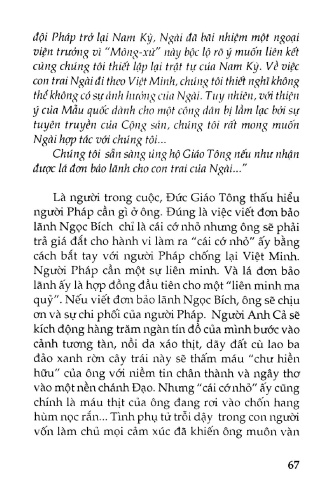 đội Pháp trở lại Nam Kỳ, Ngài đã bãi nhiệm một ngoại
viện trưởng vì “Mông-xừ” này bộc lộ rõ ý muốn liên kết
cùng chúng tôi thiết lập lại trật tự của Nam Kỳ. Về việc
con trai Ngài đi theo Việt Minh, chúng tôi thiết nghĩ không
thể không có sự ảnh hưởng của Ngài. Tuy nhiên, với thiện
ý của Mẫu quốc dành cho một công dân bị lầm lạc bởi sự
tuyên truyền của Cộng sản, chúng tôi rất mong muốn
Ngài hợp tác với chúng tôi...
Chúng tôi sẵn sàng ủng hộ Giáo Tông nếu như nhận
được lá đơn bảo lãnh cho con trai của Ngài...”
Là người trong cuộc, Đức Giáo Tông thấu hiểu
người Pháp cần gì ở ông. Đúng là việc viết đơn bảo
lãnh Ngọc Bích chỉ là cái cớ nhỏ nhưng ông sẽ phải
trả giá đắt cho hành vi làm ra “cái cớ nhỏ” ấy bằng
cách bắt tay với người Pháp chống lại Việt Minh.
Người Pháp cần một sự liên minh. Và lá đơn bảo
lãnh ấy là hợp đồng đầu tiên cho một “liên minh ma
quỷ”. Nếu viết đơn bảo lãnh Ngọc Bích, ông sẽ chịu
ơn và sự chi phối của người Pháp. Người Anh Cả sẽ
kích động hàng trăm ngàn tín đồ của mình bước vào
cảnh tương tàn, nồi da xáo thịt, dãy đất cù lao ba
đảo xanh rờn cây trái này sẽ thấm máu “chư hiền
hữu” của ông với niềm tin chân thành và ngây thơ
vào một nền chánh Đạo. Nhưng “cái cớ nhỏ” ấy cũng
chính là máu thịt của ông đang rơi vào chốn hang
hùm nọc rắn... Tình phụ tử trỗi dậy trong con người
vốn làm chủ mọi cảm xúc đã khiến ông muôn vàn
67